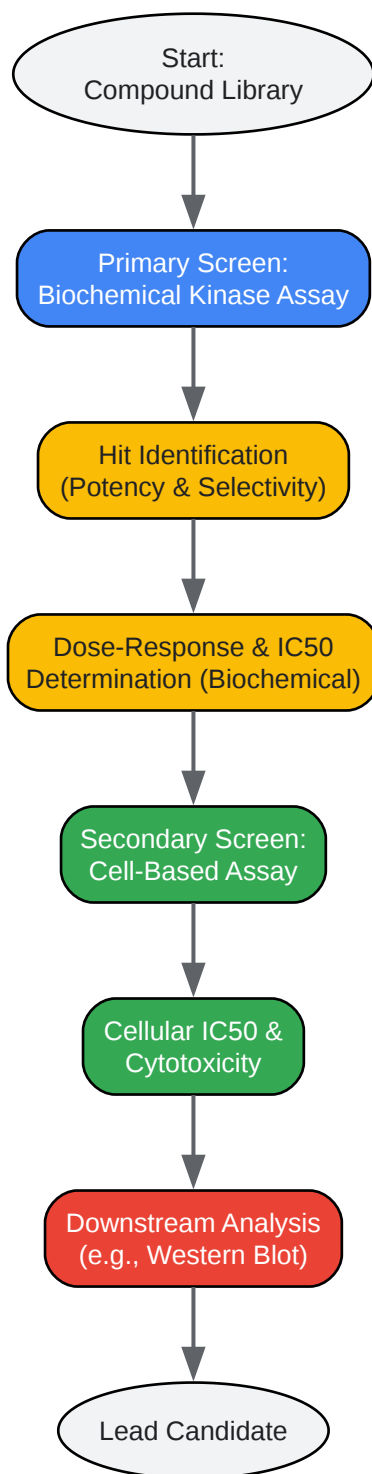 Start:
Compound Library
Primary Screen:
Biochemical Kinase Assay
Hit Identification
(Potency & Selectivity)
Dose-Response & IC50
Determination (Biochemical)
Secondary Screen:
Cell-Based Assay
Cellular IC50 &
Cytotoxicity
Downstream Analysis
(e.g., Western Blot)
Lead Candidate